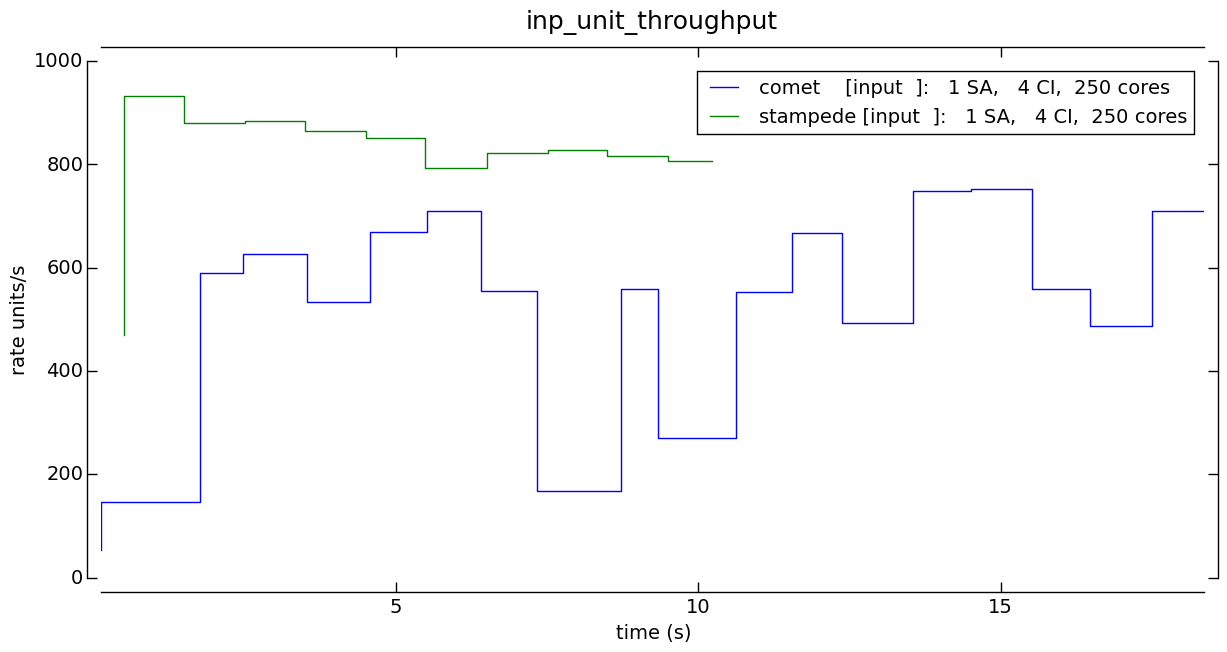 inp_unit_throughput
1000
800
600
400
200
0
rate units/s
comet [input ]: 1 SA, 4 CI, 250 cores
stampede [input ]: 1 SA, 4 CI, 250 cores
5 10 15
time (s)